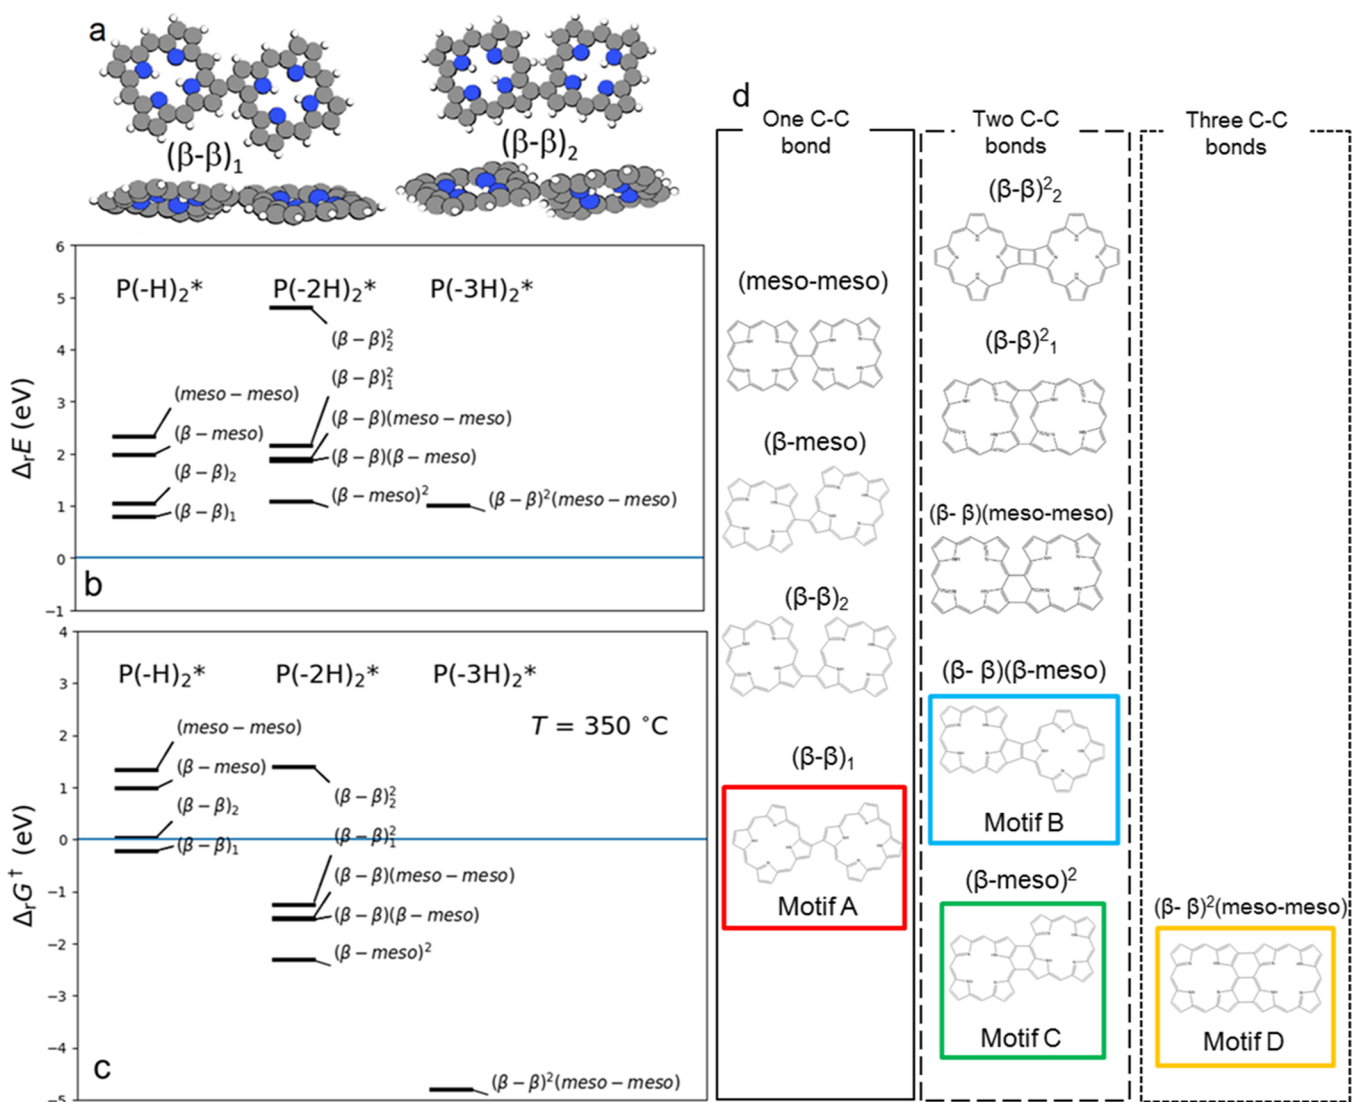 a
(β-β)₁
(β-β)₂
6
5
4
3
2
1
0
−1
ΔᵣE (eV)
P(-H)₂*
P(-2H)₂*
P(-3H)₂*
(β − β)²₂
(β − β)²₁
(meso − meso)
(β − β)(meso − meso)
(β − meso)
(β − β)(β − meso)
(β − β)₂
(β − meso)²
(β − β)²(meso − meso)
(β − β)₁
b
4
3
2
1
0
−1
−2
−3
−4
−5
ΔᵣG† (eV)
P(-H)₂*
P(-2H)₂*
P(-3H)₂*
T = 350 °C
(meso − meso)
(β − meso)
(β − β)²₂
(β − β)₂
(β − β)²₁
(β − β)₁
(β − β)(meso − meso)
(β − β)(β − meso)
(β − meso)²
(β − β)²(meso − meso)
c
d
One C-C
bond
(meso-meso)
(β-meso)
(β-β)₂
(β-β)₁
Motif A
Two C-C
bonds
(β-β)²₂
(β-β)²₁
(β- β)(meso-meso)
(β- β)(β-meso)
Motif B
(β-meso)²
Motif C
Three C-C
bonds
(β- β)²(meso-meso)
Motif D